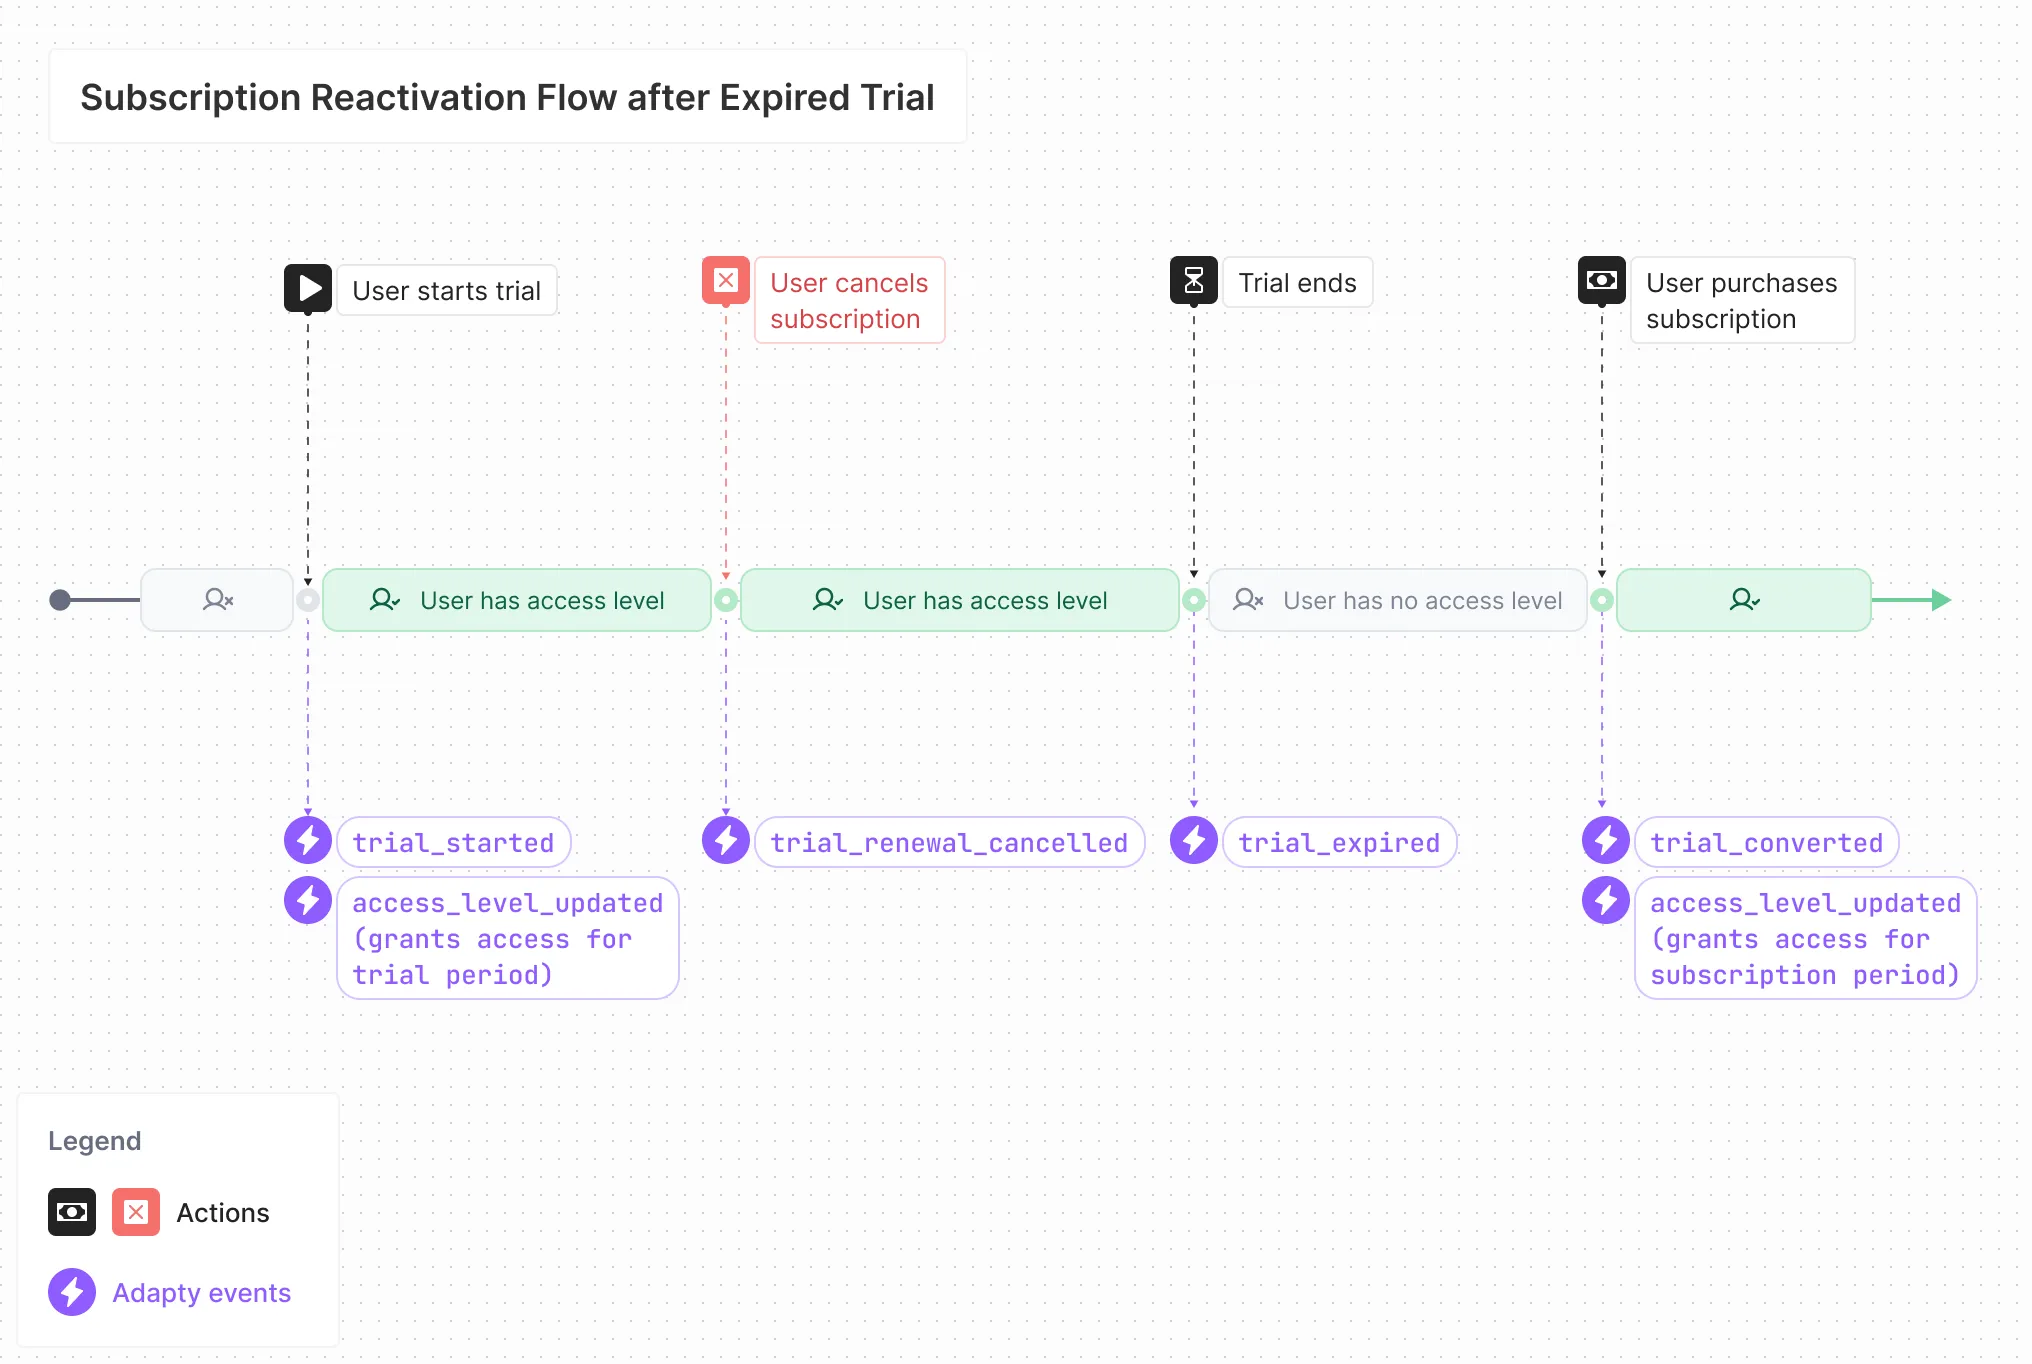 Subscription Reactivation Flow after Expired Trial
User starts trial
User cancels
subscription
Trial ends
User purchases
subscription
User has access level
User has access level
User has no access level
trial_started
access_level_updated
(grants access for
trial period)
trial_renewal_cancelled
trial_expired
trial_converted
access_level_updated
(grants access for
subscription period)
Legend
Actions
Adapty events